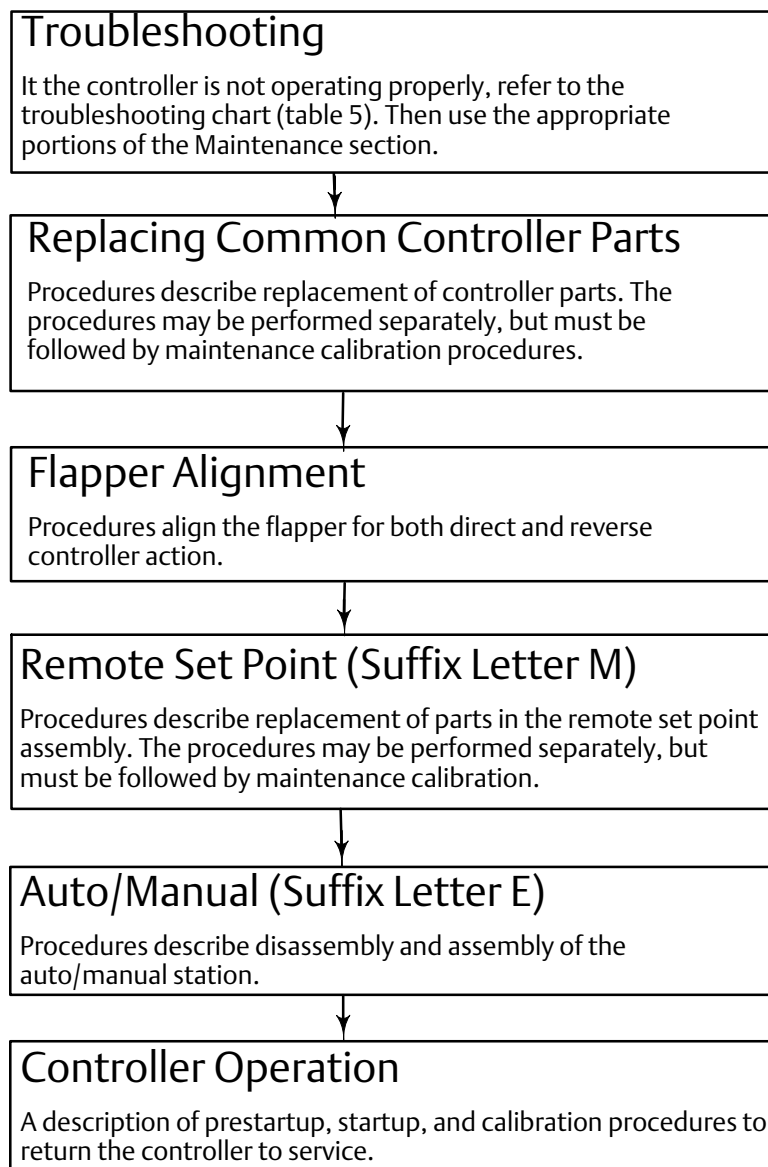 Troubleshooting
It the controller is not operating properly, refer to the
troubleshooting chart (table 5). Then use the appropriate
portions of the Maintenance section.
Replacing Common Controller Parts
Procedures describe replacement of controller parts. The
procedures may be performed separately, but must be
followed by maintenance calibration procedures.
Flapper Alignment
Procedures align the flapper for both direct and reverse
controller action.
Remote Set Point (Suffix Letter M)
Procedures describe replacement of parts in the remote set point
assembly. The procedures may be performed separately, but
must be followed by maintenance calibration.
Auto/Manual (Suffix Letter E)
Procedures describe disassembly and assembly of the
auto/manual station.
Controller Operation
A description of prestartup, startup, and calibration procedures to
return the controller to service.